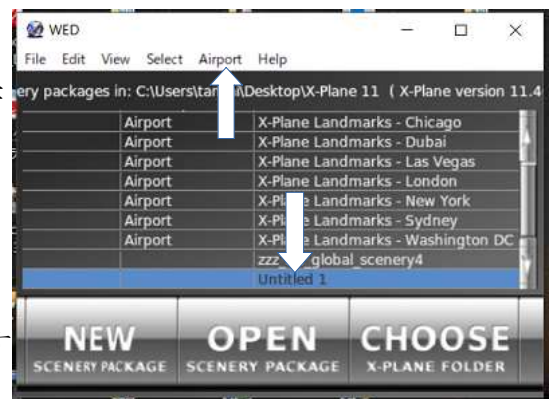 WED
File Edit View Select Airport Help
ery packages in: C:\Users\ \Desktop\X-Plane 11 ( X-Plane version 11.4
Airport X-Plane Landmarks - Chicago
Airport X-Plane Landmarks - Dubai
Airport X-Plane Landmarks - Las Vegas
Airport X-Plane Landmarks - London
Airport X-Plane Landmarks - New York
Airport X-Plane Landmarks - Sydney
Airport X-Plane Landmarks - Washington DC
zzz global_scenery4
Untitled 1
NEW OPEN CHOOSE
SCENERY PACKAGE SCENERY PACKAGE X-PLANE FOLDER